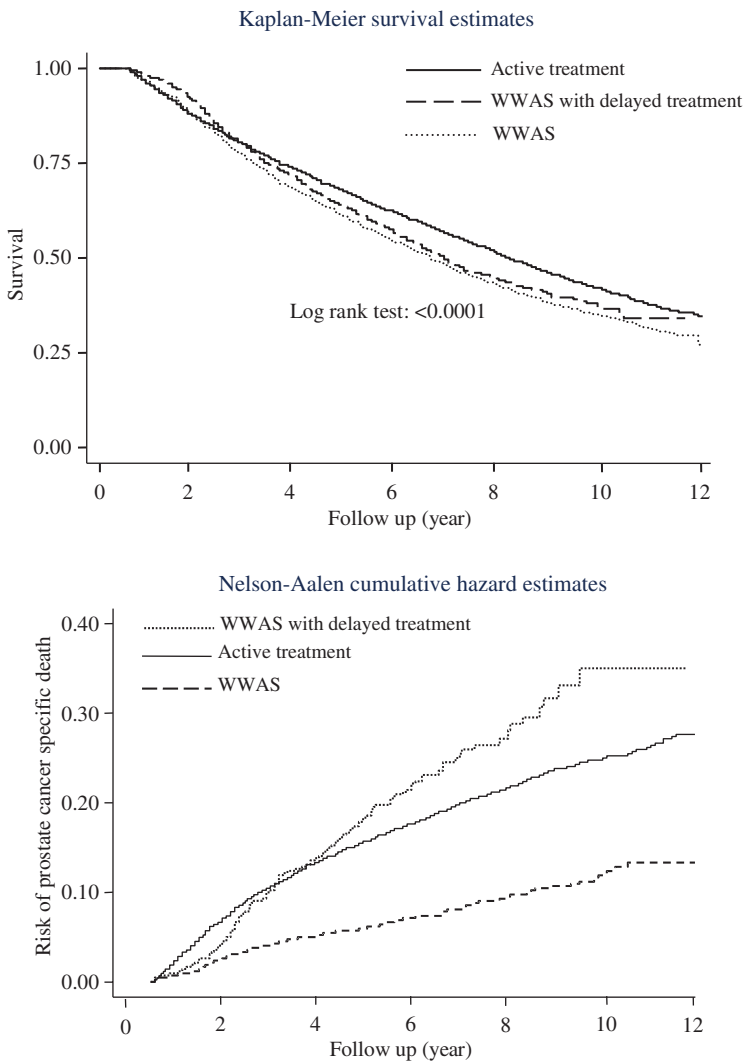 Kaplan-Meier survival estimates
1.00
0.75
0.50
0.25
0.00
Survival
Active treatment
WWAS with delayed treatment
WWAS
Log rank test: <0.0001
0 2 4 6 8 10 12
Follow up (year)
Nelson-Aalen cumulative hazard estimates
0.40
0.30
0.20
0.10
0.00
Risk of prostate cancer specific death
WWAS with delayed treatment
Active treatment
WWAS
0 2 4 6 8 10 12
Follow up (year)